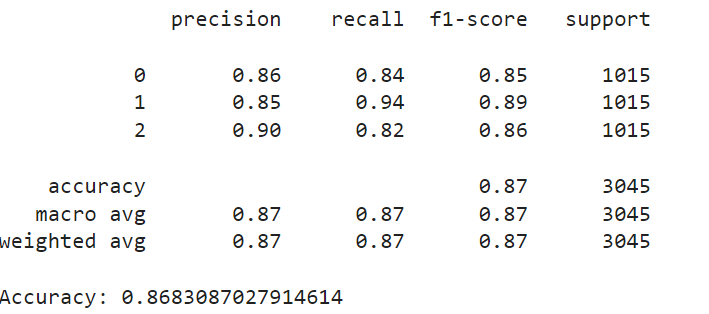 precision recall f1-score support
0 0.86 0.84 0.85 1015
1 0.85 0.94 0.89 1015
2 0.90 0.82 0.86 1015
accuracy 0.87 3045
macro avg 0.87 0.87 0.87 3045
weighted avg 0.87 0.87 0.87 3045
Accuracy: 0.8683087027914614